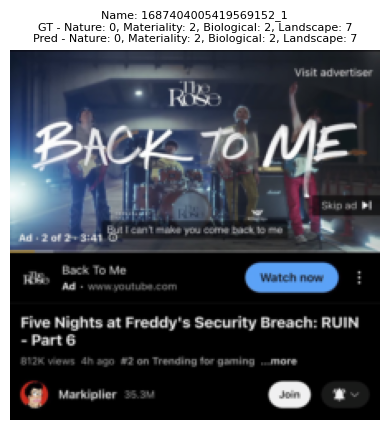 Name: 1687404005419569152_1
GT - Nature: 0, Materiality: 2, Biological: 2, Landscape: 7
Pred - Nature: 0, Materiality: 2, Biological: 2, Landscape: 7
Visit advertiser
The Rose
BACK TO ME
Skip ad
But I can't make you come back to me
Ad · 2 of 2 · 3:41
The Rose
Back To Me
Ad · www.youtube.com
Watch now
Five Nights at Freddy's Security Breach: RUIN
- Part 6
812K views 4h ago #2 on Trending for gaming ...more
Markiplier 35.3M
Join